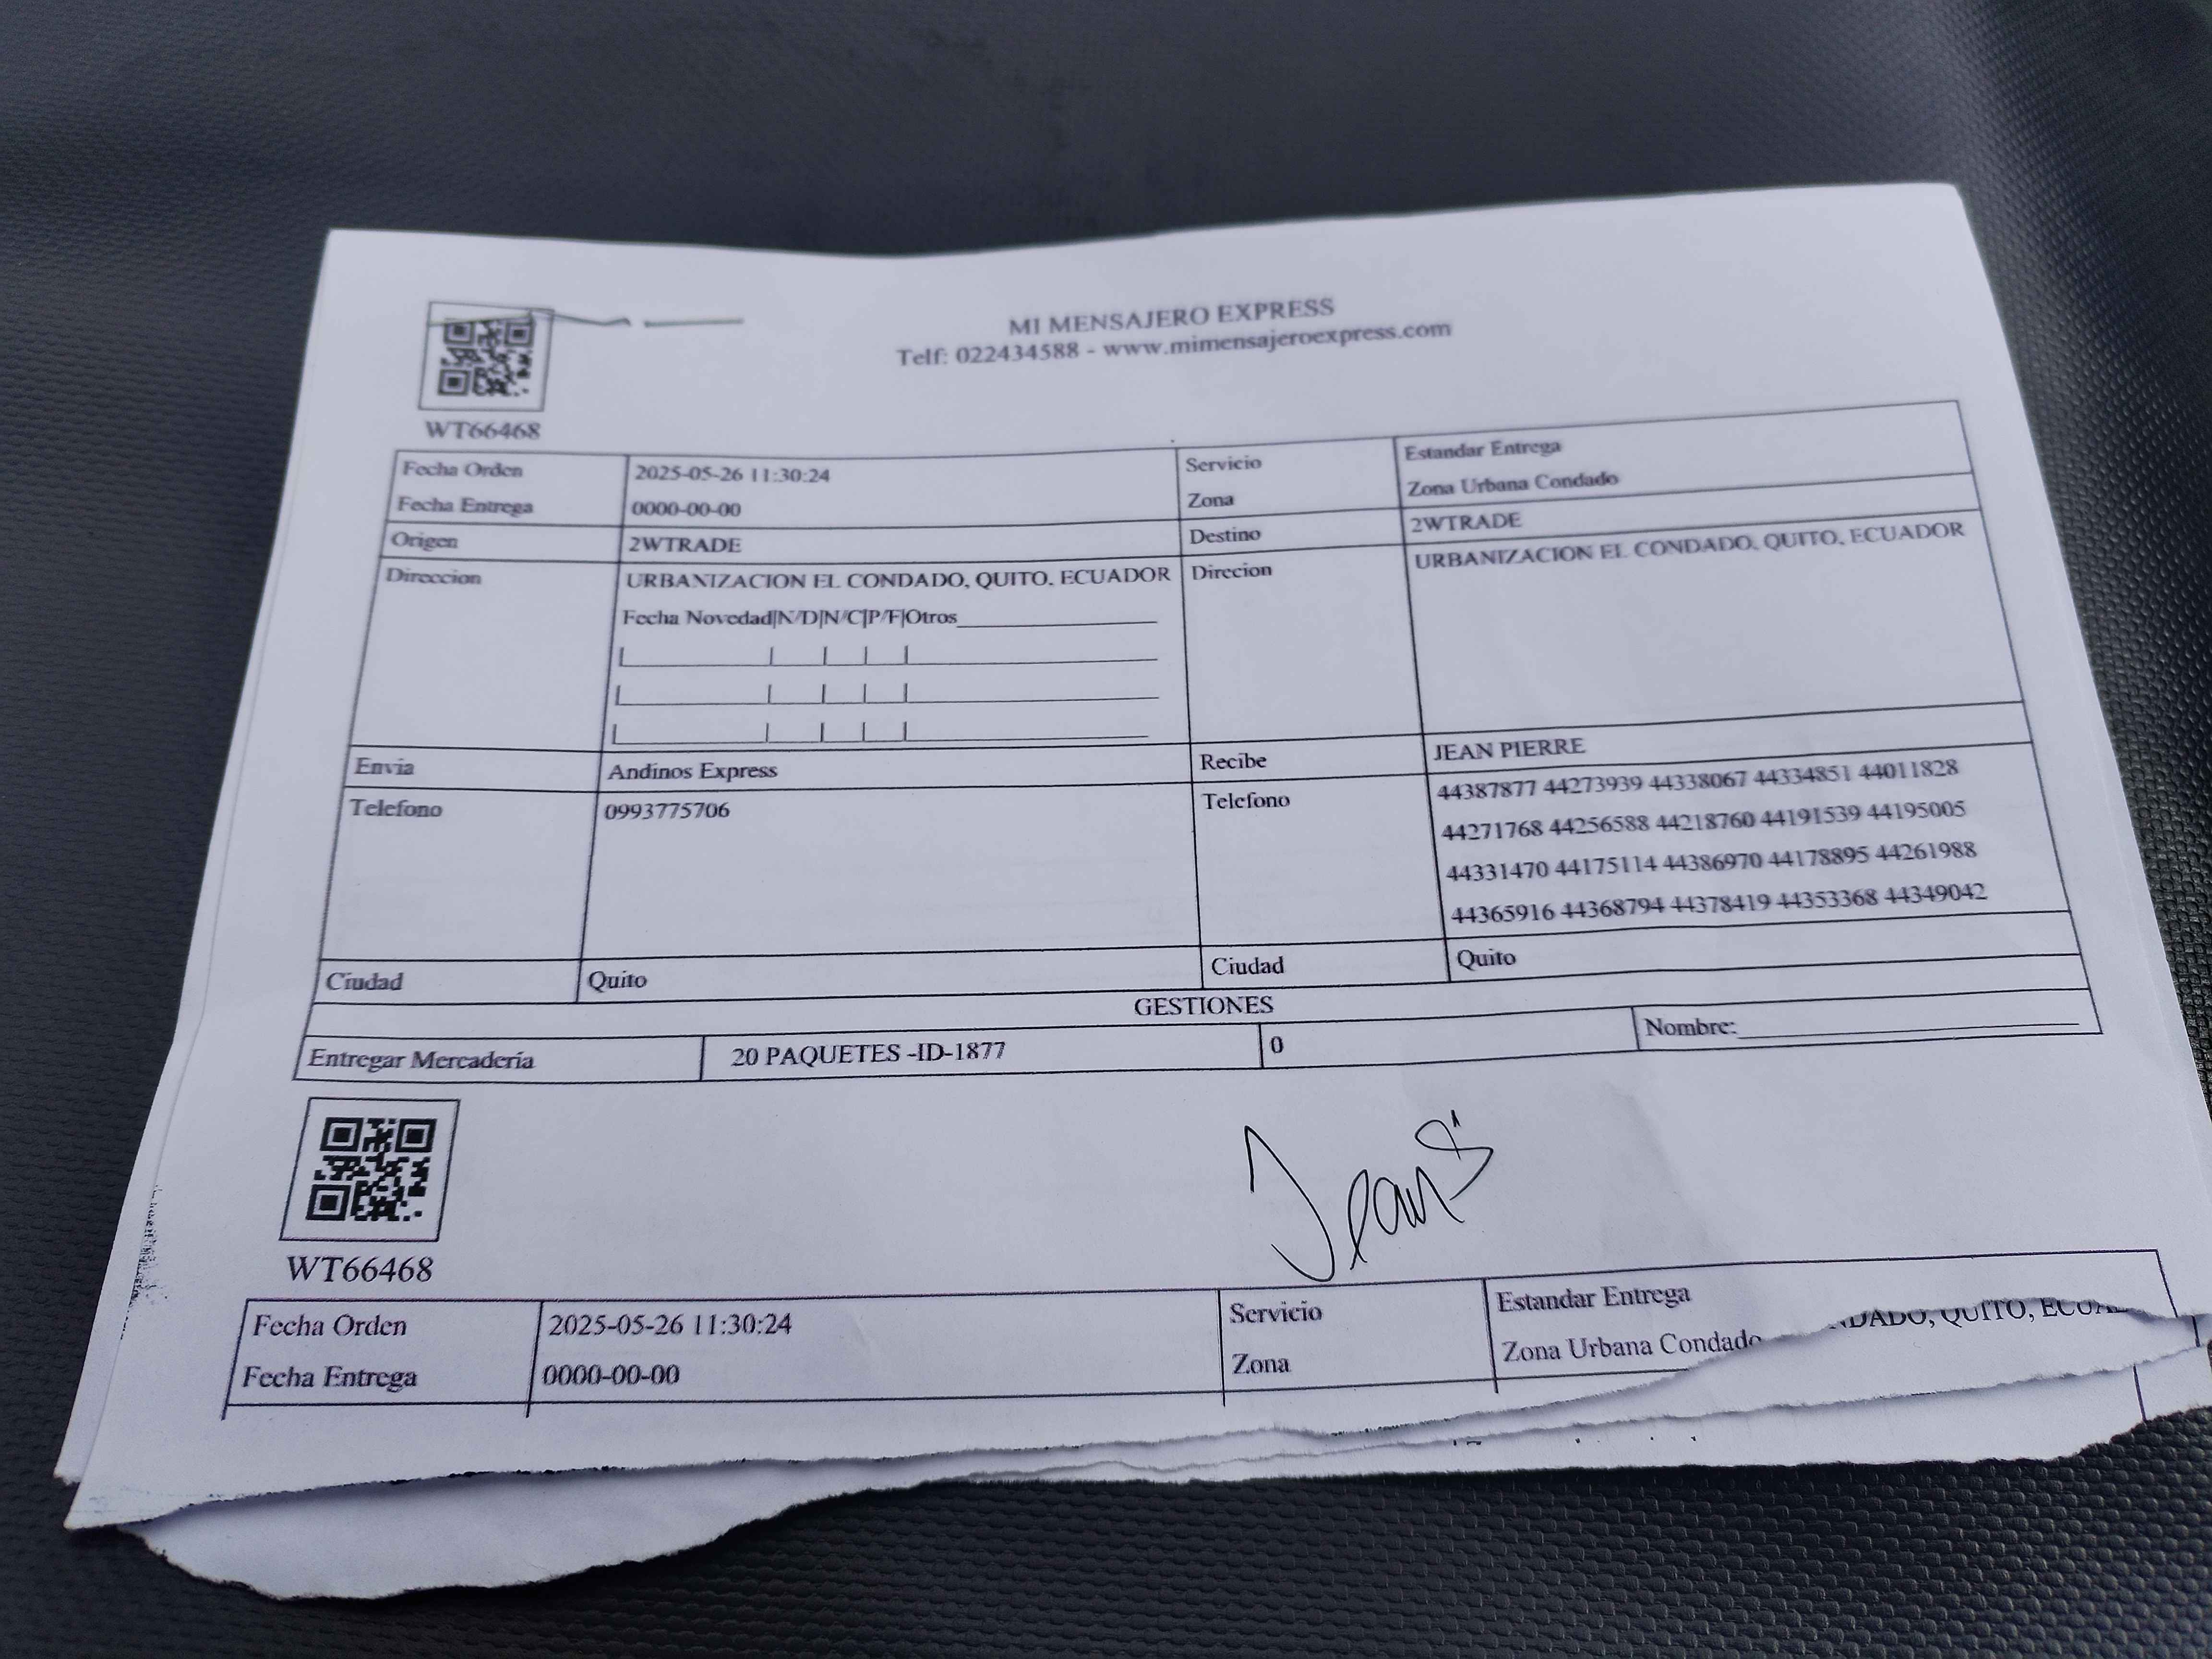 MI MENSAJERO EXPRESS
Telf: 022434588 - www.mimensajeroexpress.com
WT66468
Fecha Orden 2025-05-26 11:30:24 Servicio Estandar Entrega
Fecha Entrega 0000-00-00 Zona Zona Urbana Condado
Origen 2WTRADE Destino 2WTRADE
Direccion URBANIZACION EL CONDADO, QUITO, ECUADOR Direcion URBANIZACION EL CONDADO, QUITO, ECUADOR
Fecha Novedad|N/D|N/C|P/F|Otros
Envia Andinos Express Recibe JEAN PIERRE
Telefono 0993775706 Telefono 44387877 44273939 44338067 44334851 44011828
44271768 44256588 44218760 44191539 44195005
44331470 44175114 44386970 44178895 44261988
44365916 44368794 44378419 44353368 44349042
Ciudad Quito Ciudad Quito
GESTIONES
Entregar Mercadería 20 PAQUETES -ID-1877 0 Nombre:
WT66468
Fecha Orden 2025-05-26 11:30:24 Servicio Estandar Entrega
Fecha Entrega 0000-00-00 Zona Zona Urbana Condado
QUITO,